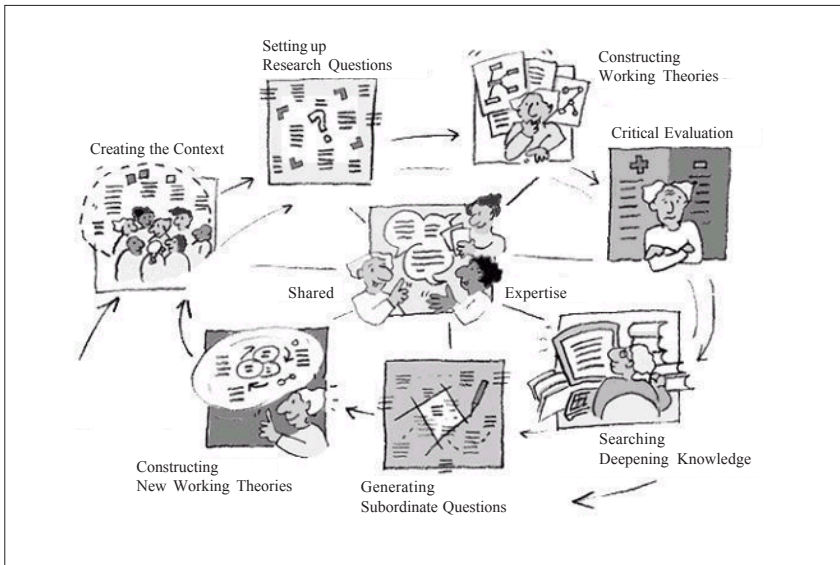 Setting up
Research Questions
Constructing
Working Theories
Creating the Context
Critical Evaluation
Shared
Expertise
Searching
Deepening Knowledge
Constructing
New Working Theories
Generating
Subordinate Questions